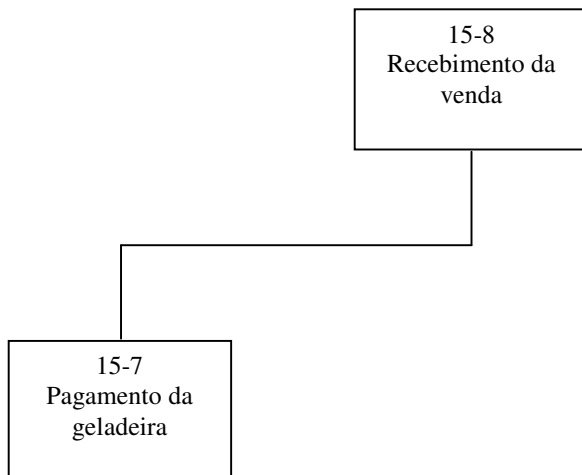 15-8
Recebimento da
venda
15-7
Pagamento da
geladeira